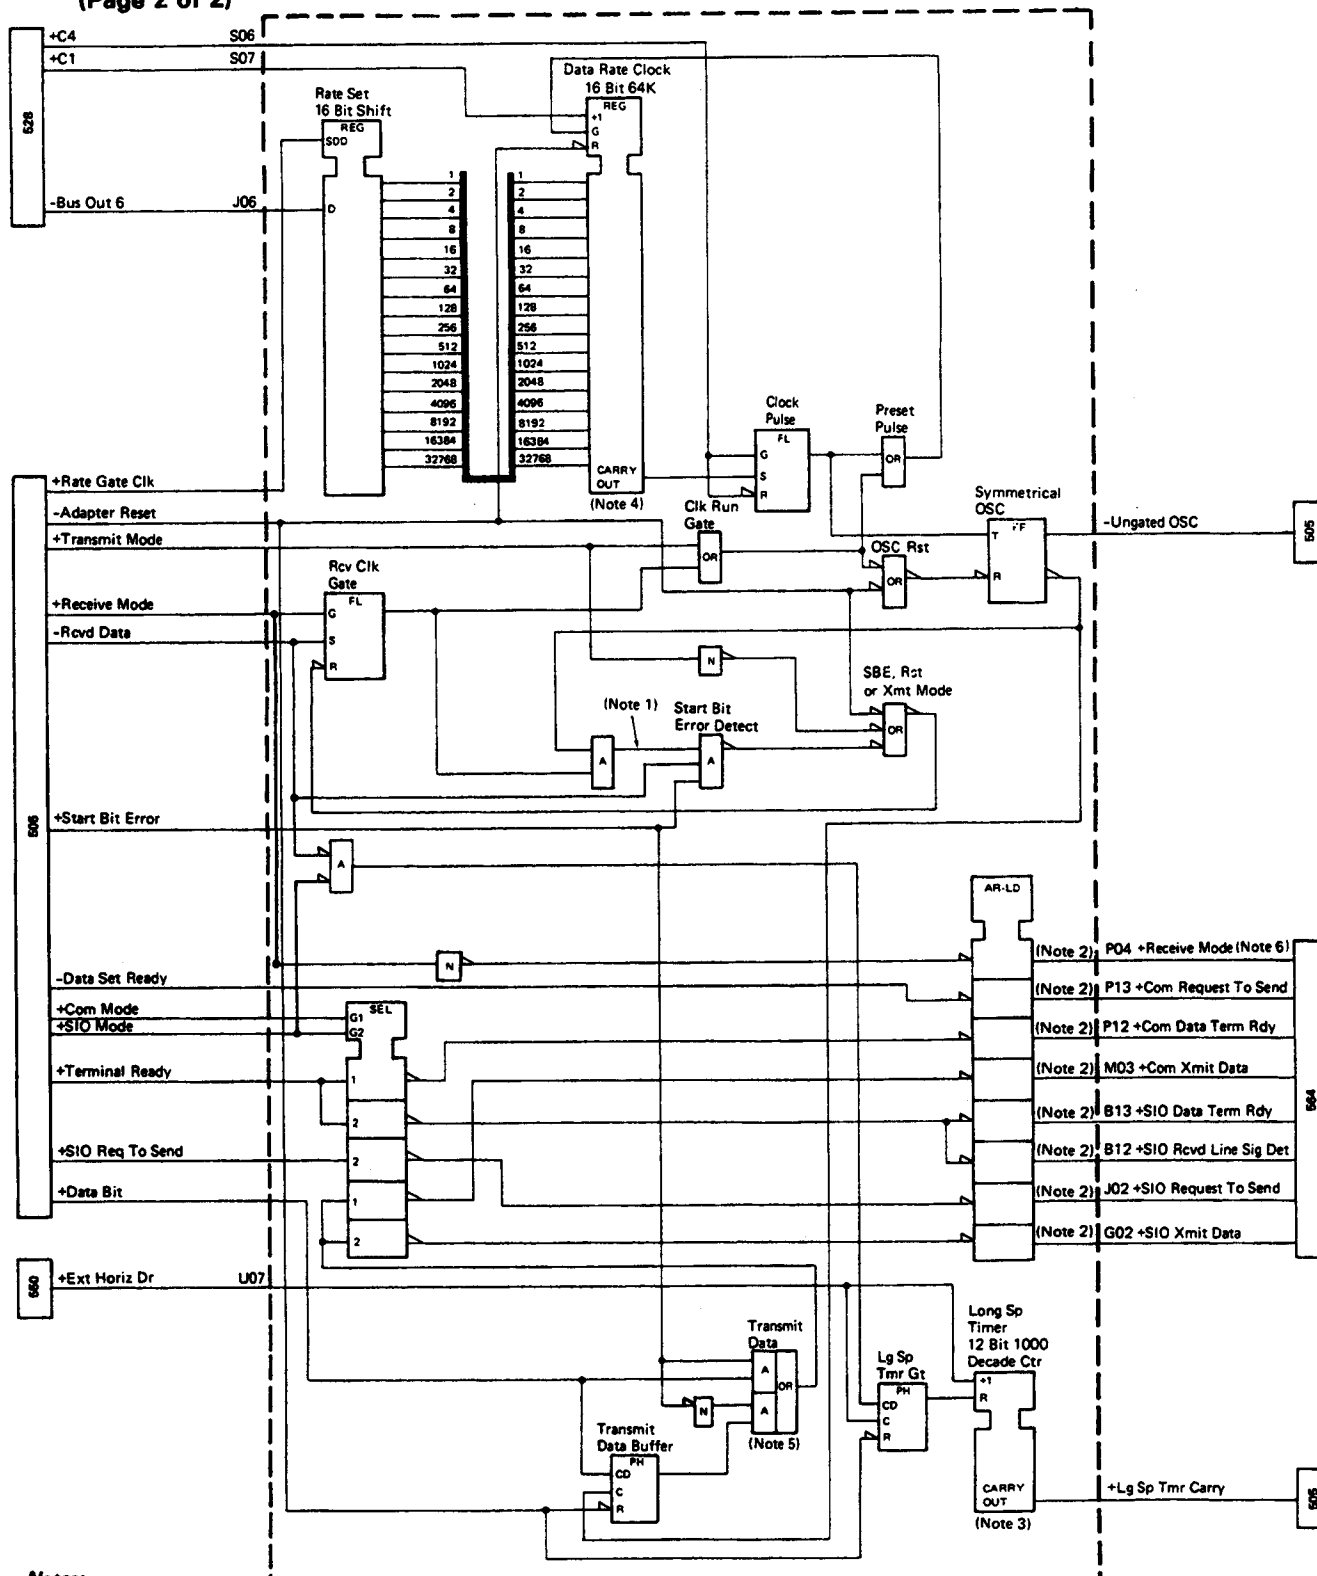 (Page 2 of 2)
+C4 S06
+C1 S07
528
Data Rate Clock
16 Bit 64K
REG
+1
G
R
Rate Set
16 Bit Shift
REG
SDD
-Bus Out 6 J06
D
1 1
2 2
4 4
8 8
16 16
32 32
64 64
128 128
256 256
512 512
1024 1024
2048 2048
4096 4096
8192 8192
16384 16384
32768 32768
CARRY
OUT
(Note 4)
Clock
Pulse
FL
G
S
R
Preset
Pulse
OR
+Rate Gate Clk
-Adapter Reset
+Transmit Mode
Clk Run
Gate
OR
Symmetrical
OSC
FF
T
R
-Ungated OSC
505
OSC Rst
OR
Rcv Clk
Gate
FL
G
S
R
+Receive Mode
-Rcvd Data
N
SBE, Rst
or Xmt Mode
OR
(Note 1)
Start Bit
Error Detect
A
A
505
+Start Bit Error
A
AR-LD
N
(Note 2) P04 +Receive Mode (Note 6)
-Data Set Ready
(Note 2) P13 +Com Request To Send
+Com Mode
+SIO Mode
SEL
G1
G2
(Note 2) P12 +Com Data Term Rdy
+Terminal Ready
1
(Note 2) M03 +Com Xmit Data
564
2
(Note 2) B13 +SIO Data Term Rdy
+SIO Req To Send
2
(Note 2) B12 +SIO Rcvd Line Sig Det
+Data Bit
1
(Note 2) J02 +SIO Request To Send
2
(Note 2) G02 +SIO Xmit Data
550
+Ext Horiz Dr U07
Long Sp
Timer
12 Bit 1000
Decade Ctr
+1
R
Transmit
Data
A
OR
A
N
(Note 5)
Lg Sp
Tmr Gt
PH
CD
C
R
Transmit
Data Buffer
PH
CD
C
R
CARRY
OUT
(Note 3)
+Lg Sp Tmr Carry
505